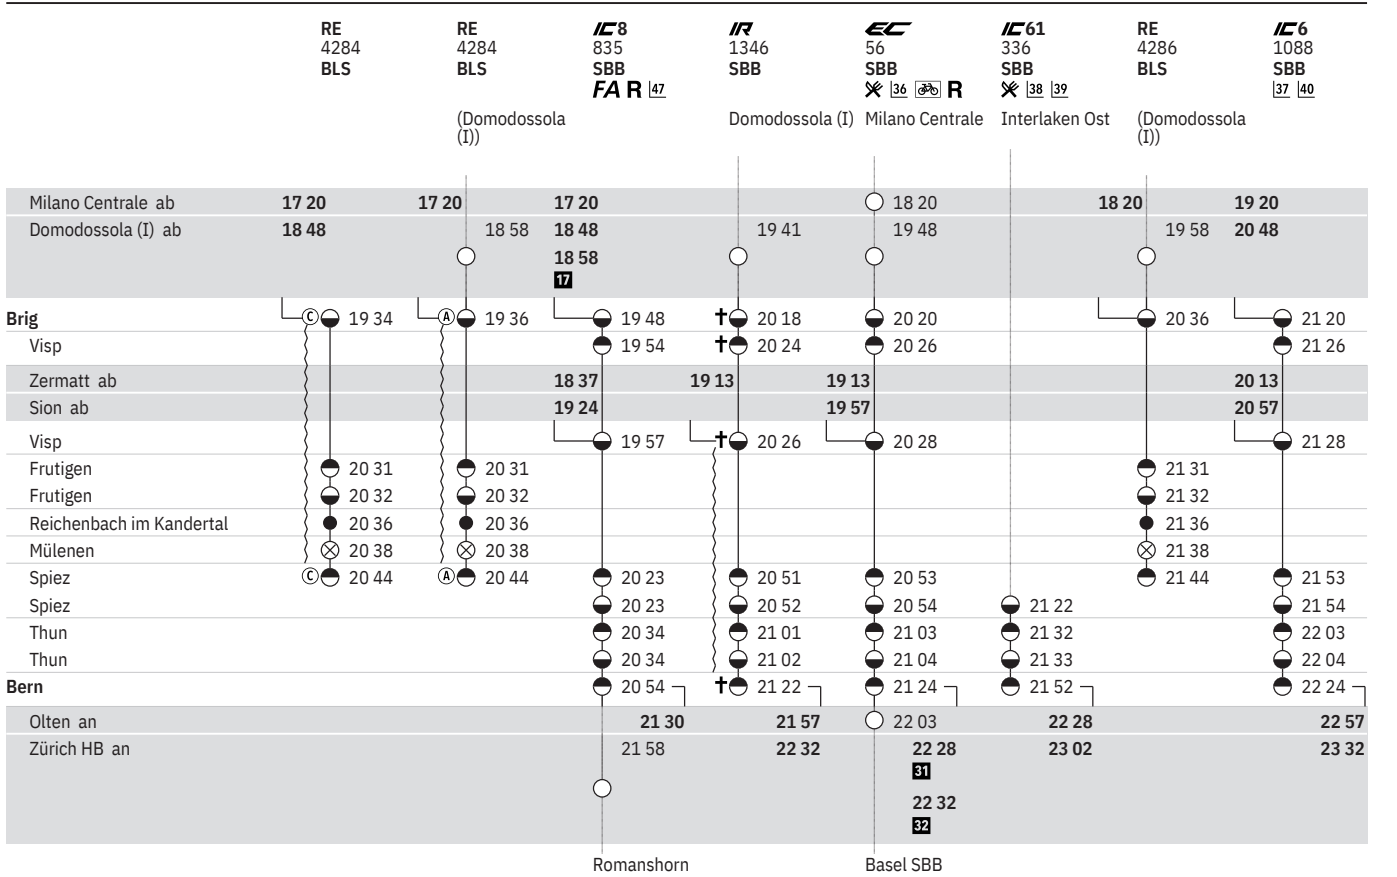 RE RE IC8 IR EC IC61 RE IC6
4284 4284 835 1346 56 336 4286 1088
BLS BLS SBB SBB SBB SBB BLS SBB
FA R 47 36 R 38 39 37 40
(Domodossola Domodossola (I) Milano Centrale Interlaken Ost (Domodossola
(I)) (I))
Milano Centrale ab 17 20 17 20 17 20 18 20 18 20 19 20
Domodossola (I) ab 18 48 18 58 18 48 19 41 19 48 19 58 20 48
18 58
17
Brig C 19 34 A 19 36 19 48 † 20 18 20 20 20 36 21 20
Visp 19 54 † 20 24 20 26 21 26
Zermatt ab 18 37 19 13 19 13 20 13
Sion ab 19 24 19 57 20 57
Visp 19 57 † 20 26 20 28 21 28
Frutigen 20 31 20 31 21 31
Frutigen 20 32 20 32 21 32
Reichenbach im Kandertal 20 36 20 36 21 36
Mülenen 20 38 20 38 21 38
Spiez C 20 44 A 20 44 20 23 20 51 20 53 21 44 21 53
Spiez 20 23 20 52 20 54 21 22 21 54
Thun 20 34 21 01 21 03 21 32 22 03
Thun 20 34 21 02 21 04 21 33 22 04
Bern 20 54 † 21 22 21 24 21 52 22 24
Olten an 21 30 21 57 22 03 22 28 22 57
Zürich HB an 21 58 22 32 22 28 23 02 23 32
31
22 32
32
Romanshorn Basel SBB